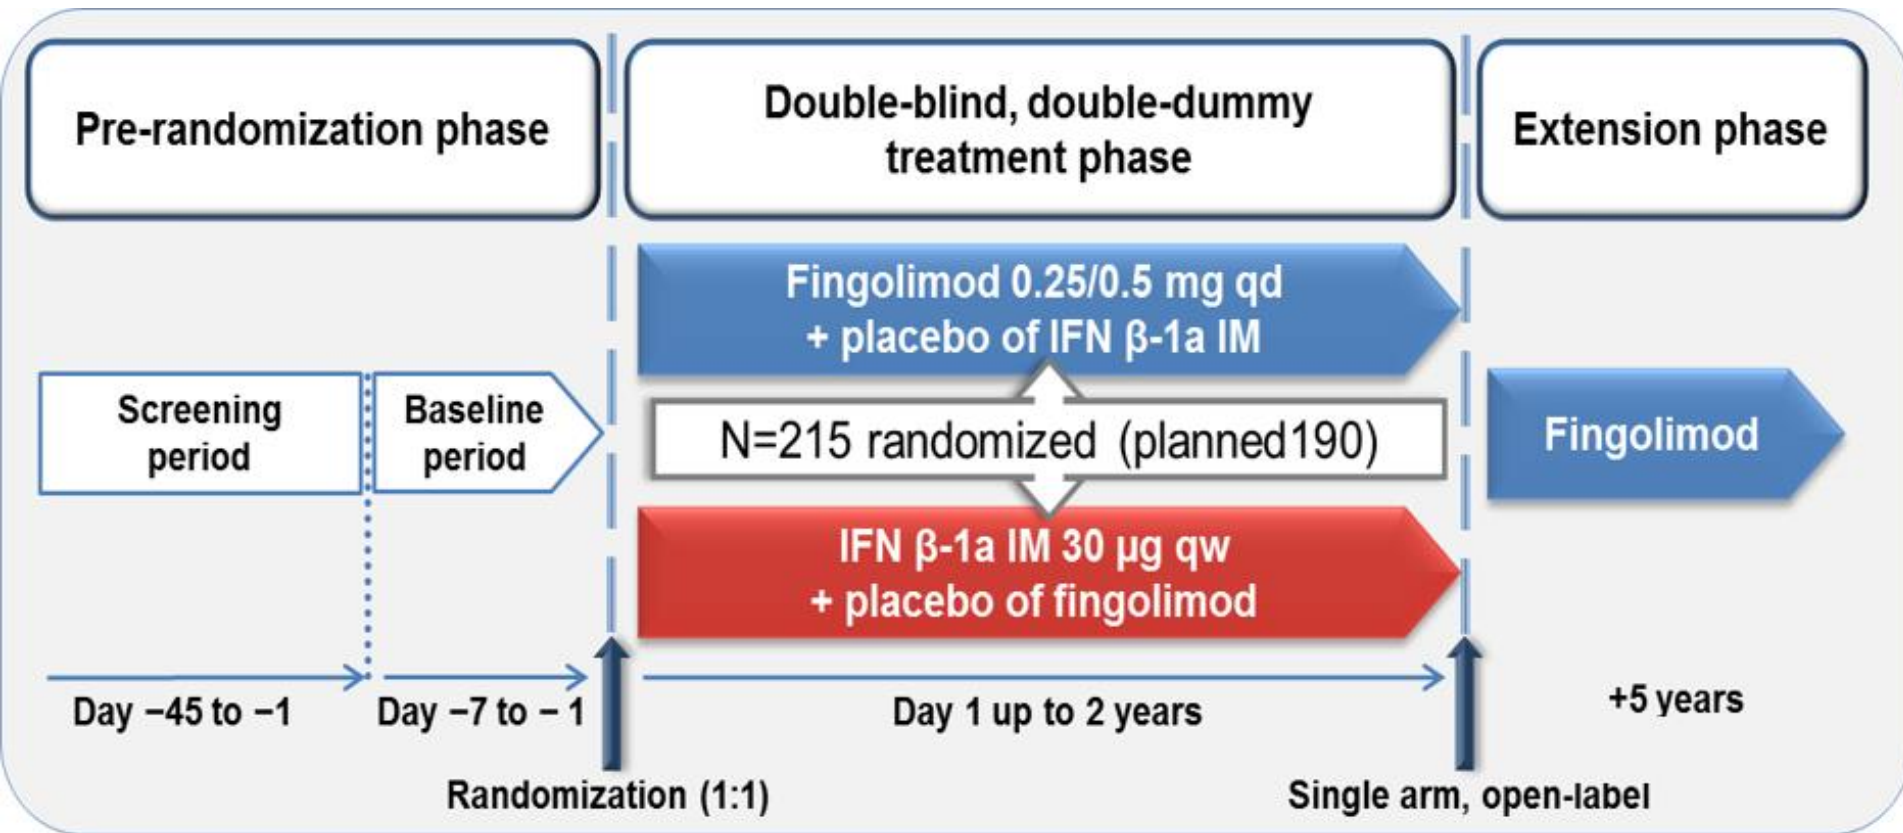 Pre-randomization phase
Double-blind, double-dummy
treatment phase
Extension phase
Fingolimod 0.25/0.5 mg qd
+ placebo of IFN β-1a IM
Screening
period
Baseline
period
N=215 randomized (planned190)
Fingolimod
IFN β-1a IM 30 µg qw
+ placebo of fingolimod
Day −45 to −1
Day −7 to − 1
Day 1 up to 2 years
+5 years
Randomization (1:1)
Single arm, open-label